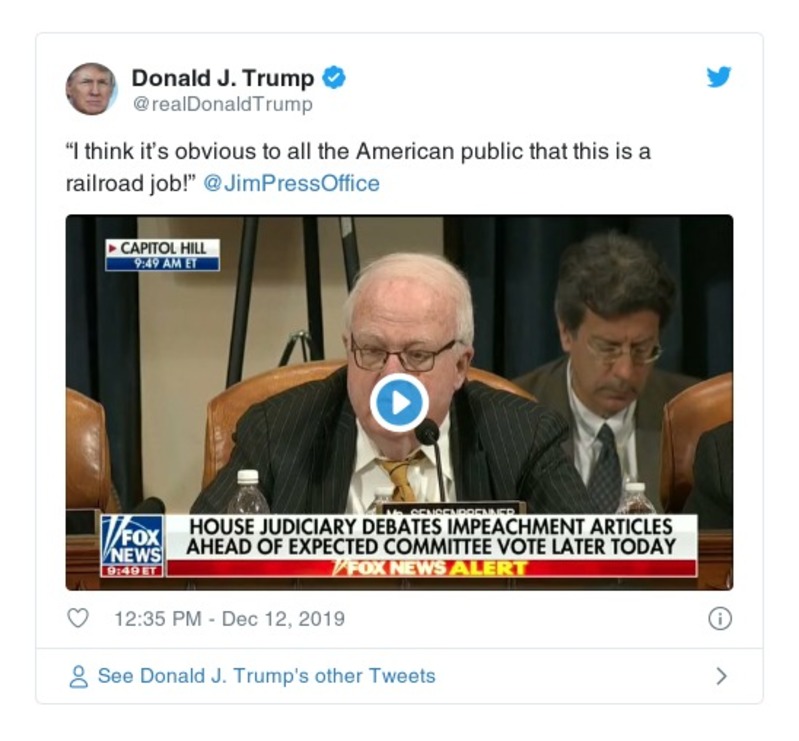 Donald J. Trump
@realDonaldTrump
“I think it’s obvious to all the American public that this is a
railroad job!” @JimPressOffice
CAPITOL HILL
9:49 AM ET
Mr. SENSENBRENNER
HOUSE JUDICIARY DEBATES IMPEACHMENT ARTICLES
AHEAD OF EXPECTED COMMITTEE VOTE LATER TODAY
FOX
NEWS
9:49 ET
FOX NEWS ALERT
12:35 PM - Dec 12, 2019
See Donald J. Trump's other Tweets